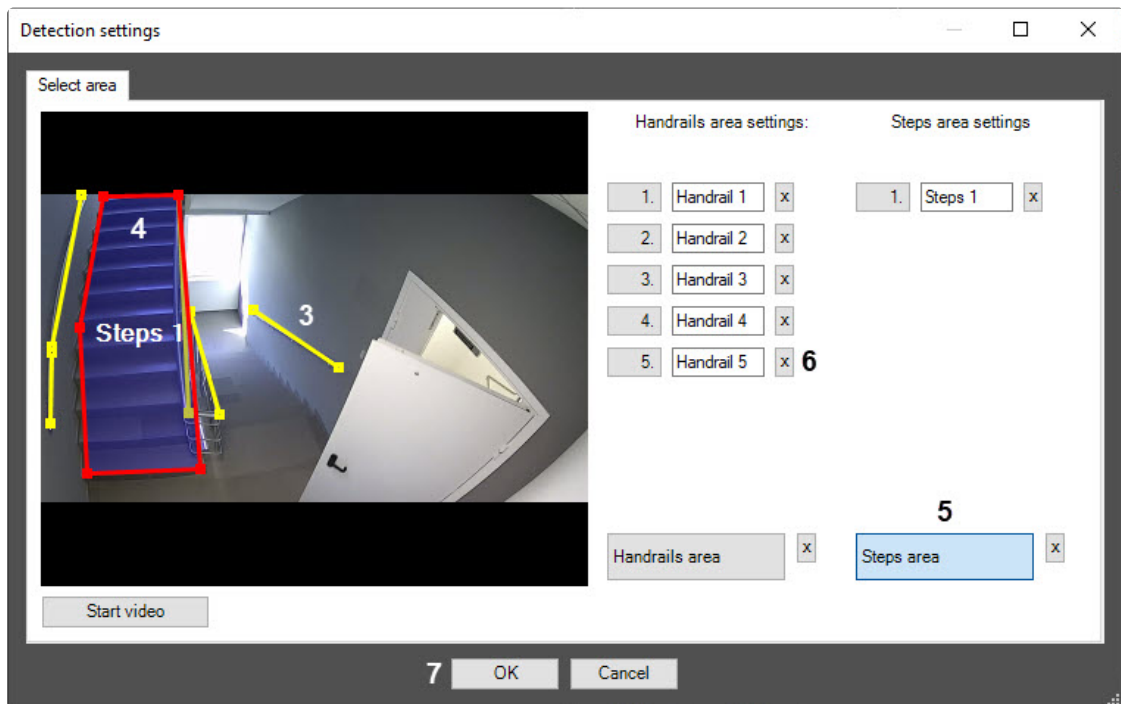 Detection settings
Select area
Handrails area settings:
Steps area settings
1. Handrail 1 x
1. Steps 1 x
2. Handrail 2 x
3. Handrail 3 x
4. Handrail 4 x
5. Handrail 5 x 6
4
3
Steps 1
5
Handrails area x
Steps area x
Start video
7 OK Cancel